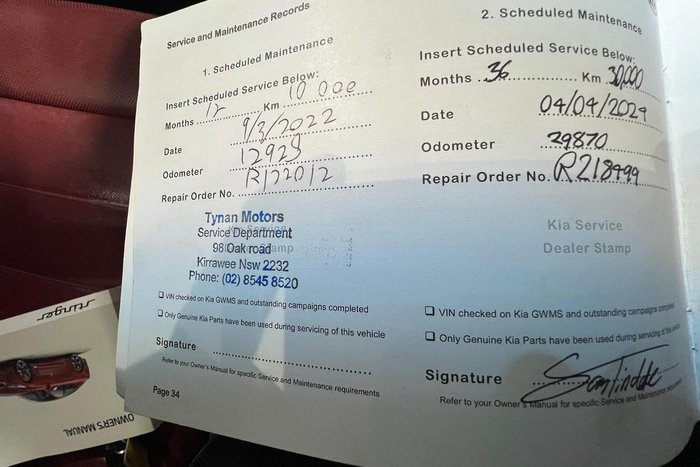 Service and Maintenance Records
1. Scheduled Maintenance
Insert Scheduled Service Below:
Months 12 Km 10 000
Date 9/3/2022
Odometer 12928
Repair Order No. R172012
Tynan Motors
Service Department
98 Oak road
Kirrawee Nsw 2232
Phone: (02) 8545 8520
❑ VIN checked on Kia GWMS and outstanding campaigns completed
❑ Only Genuine Kia Parts have been used during servicing of this vehicle
Signature
Refer to your Owner's Manual for specific Service and Maintenance requirements
Page 34
2. Scheduled Maintenance
Insert Scheduled Service Below:
Months 36 Km 30,000
Date 04/04/2024
Odometer 29870
Repair Order No. R218499
Kia Service
Dealer Stamp
❑ VIN checked on Kia GWMS and outstanding campaigns completed
❑ Only Genuine Kia Parts have been used during servicing of this
Signature
Refer to your Owner's Manual for specific Service and Maintenance
Stinger
OWNER'S MANUAL